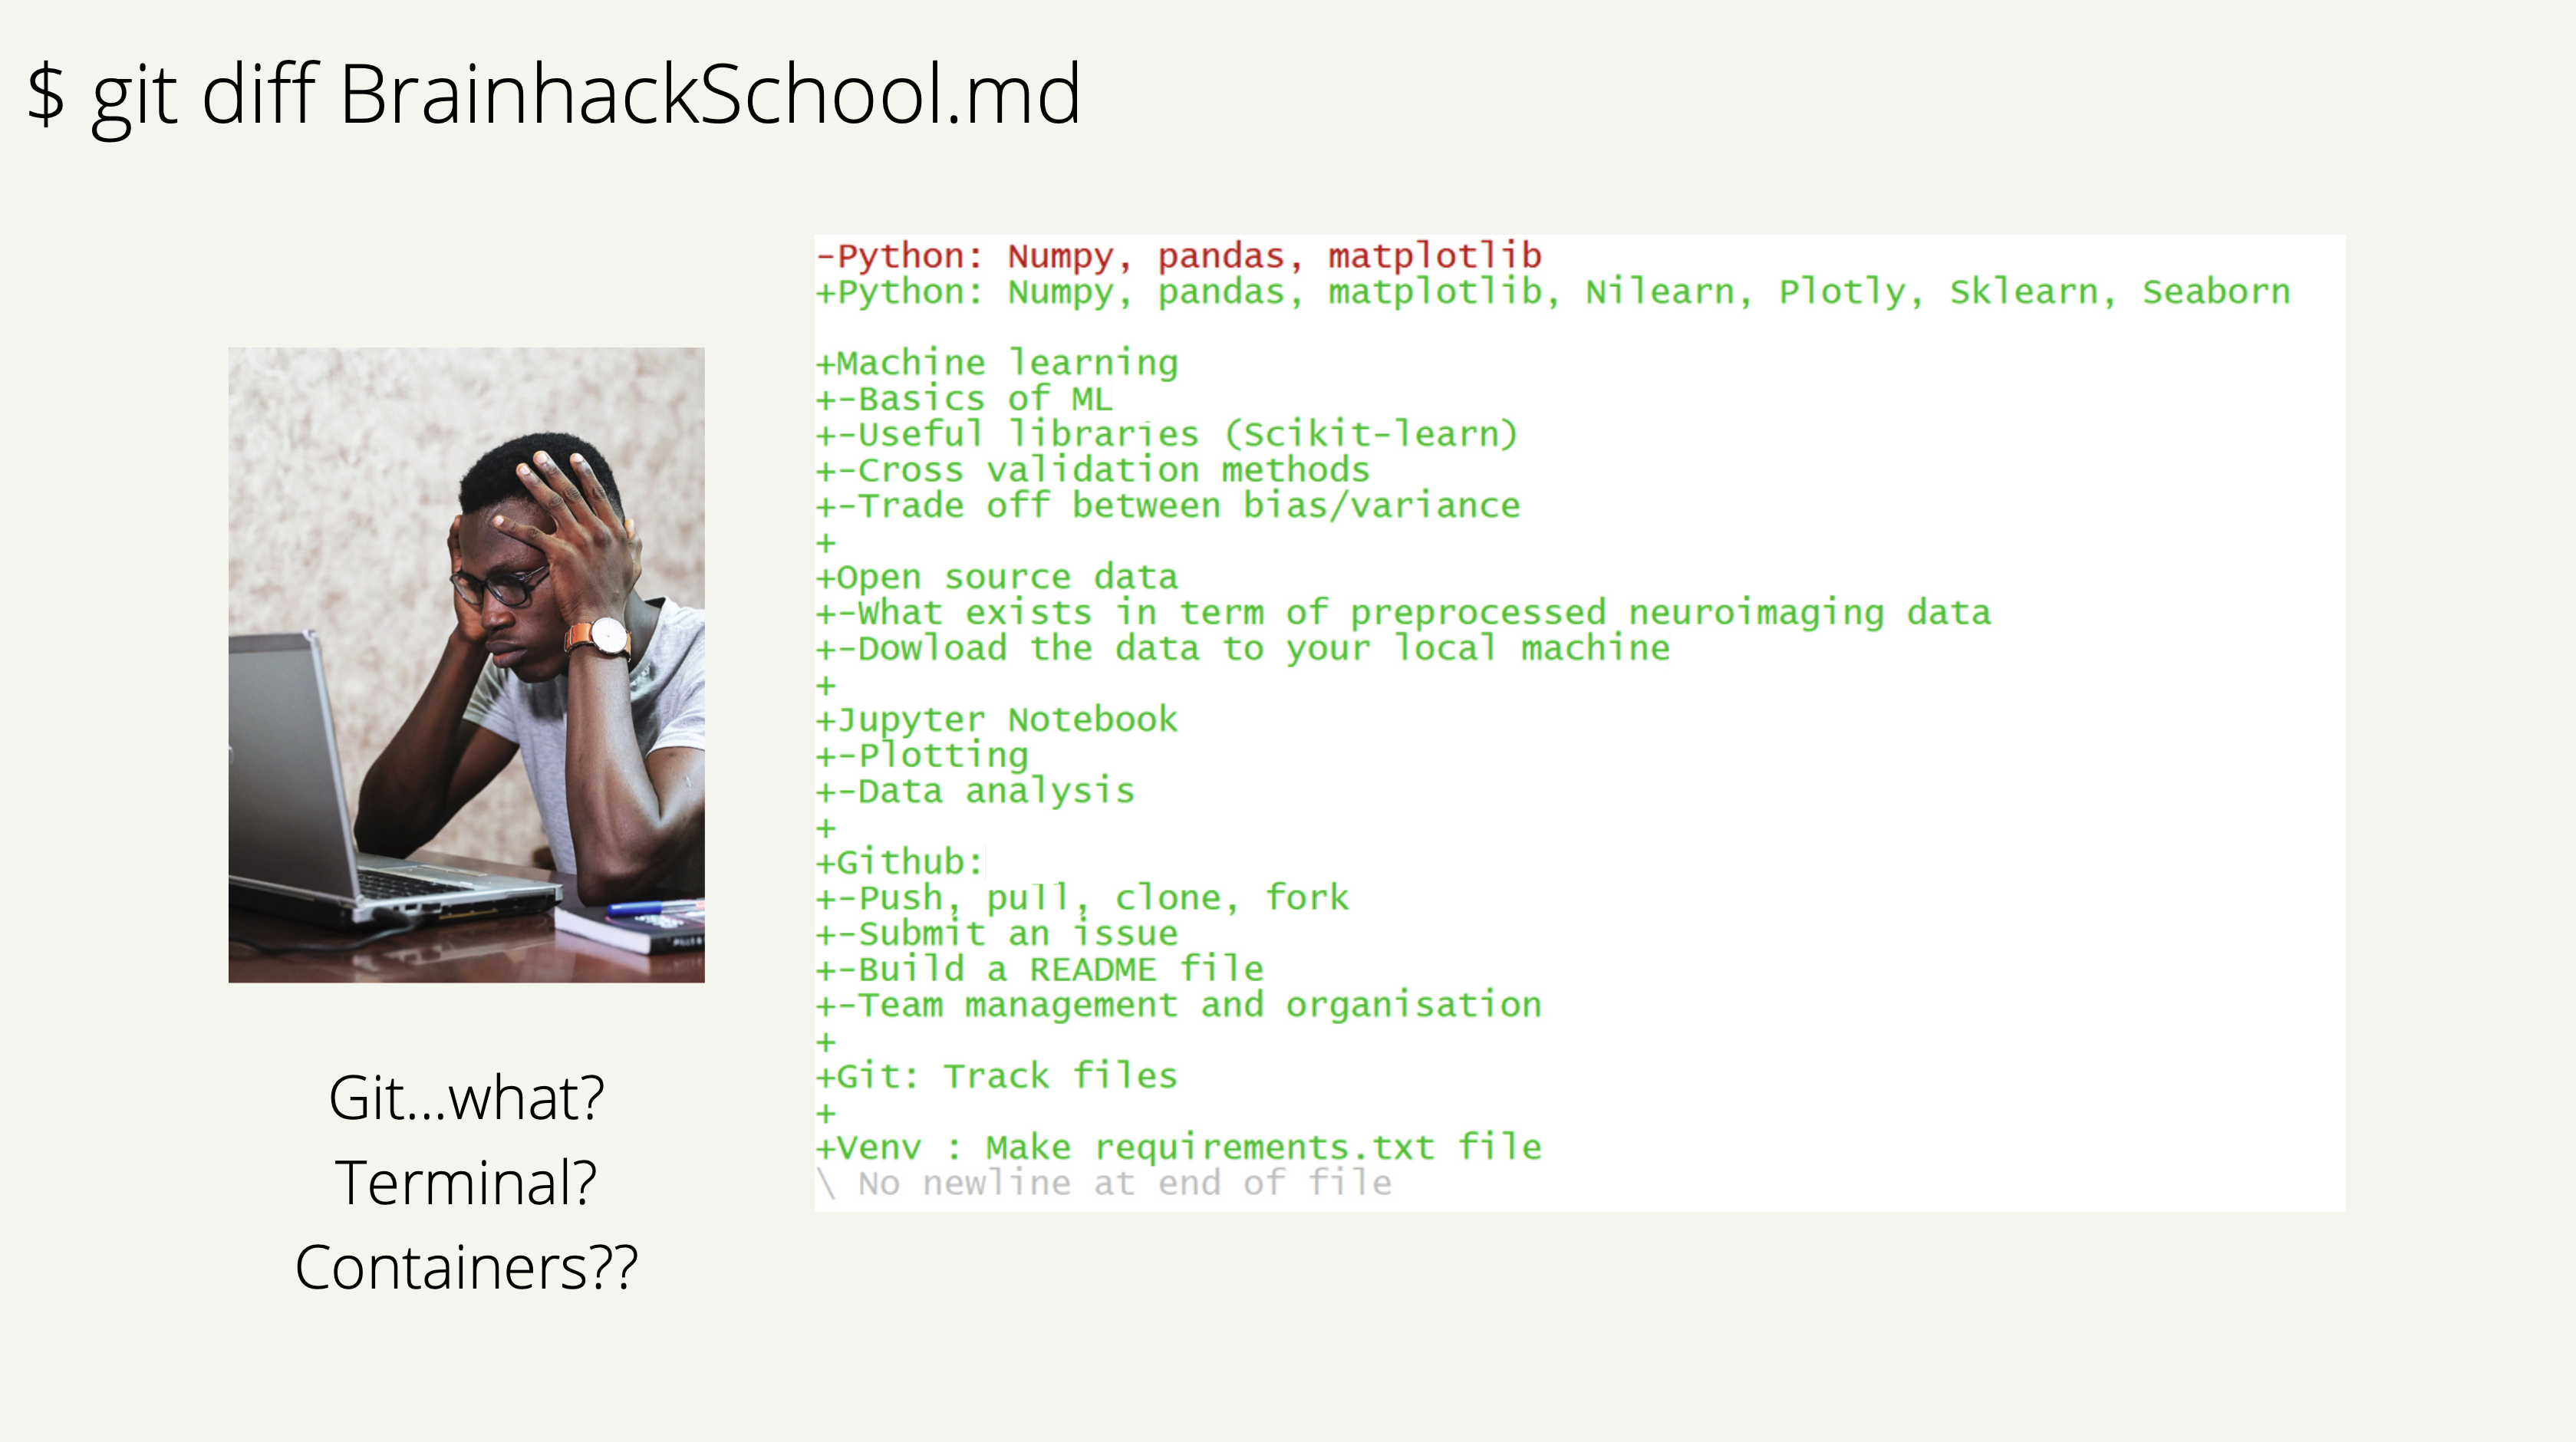 $ git diff BrainhackSchool.md
-Python: Numpy, pandas, matplotlib
+Python: Numpy, pandas, matplotlib, Nilearn, Plotly, Sklearn, Seaborn
+Machine learning
+-Basics of ML
+-Useful libraries (Scikit-learn)
+-Cross validation methods
+-Trade off between bias/variance
+
+Open source data
+-What exists in term of preprocessed neuroimaging data
+-Dowload the data to your local machine
+
+Jupyter Notebook
+-Plotting
+-Data analysis
+
+Github:
+-Push, pull, clone, fork
+-Submit an issue
+-Build a README file
+-Team management and organisation
+
+Git: Track files
+
+Venv : Make requirements.txt file
\ No newline at end of file
Git...what?
Terminal?
Containers??